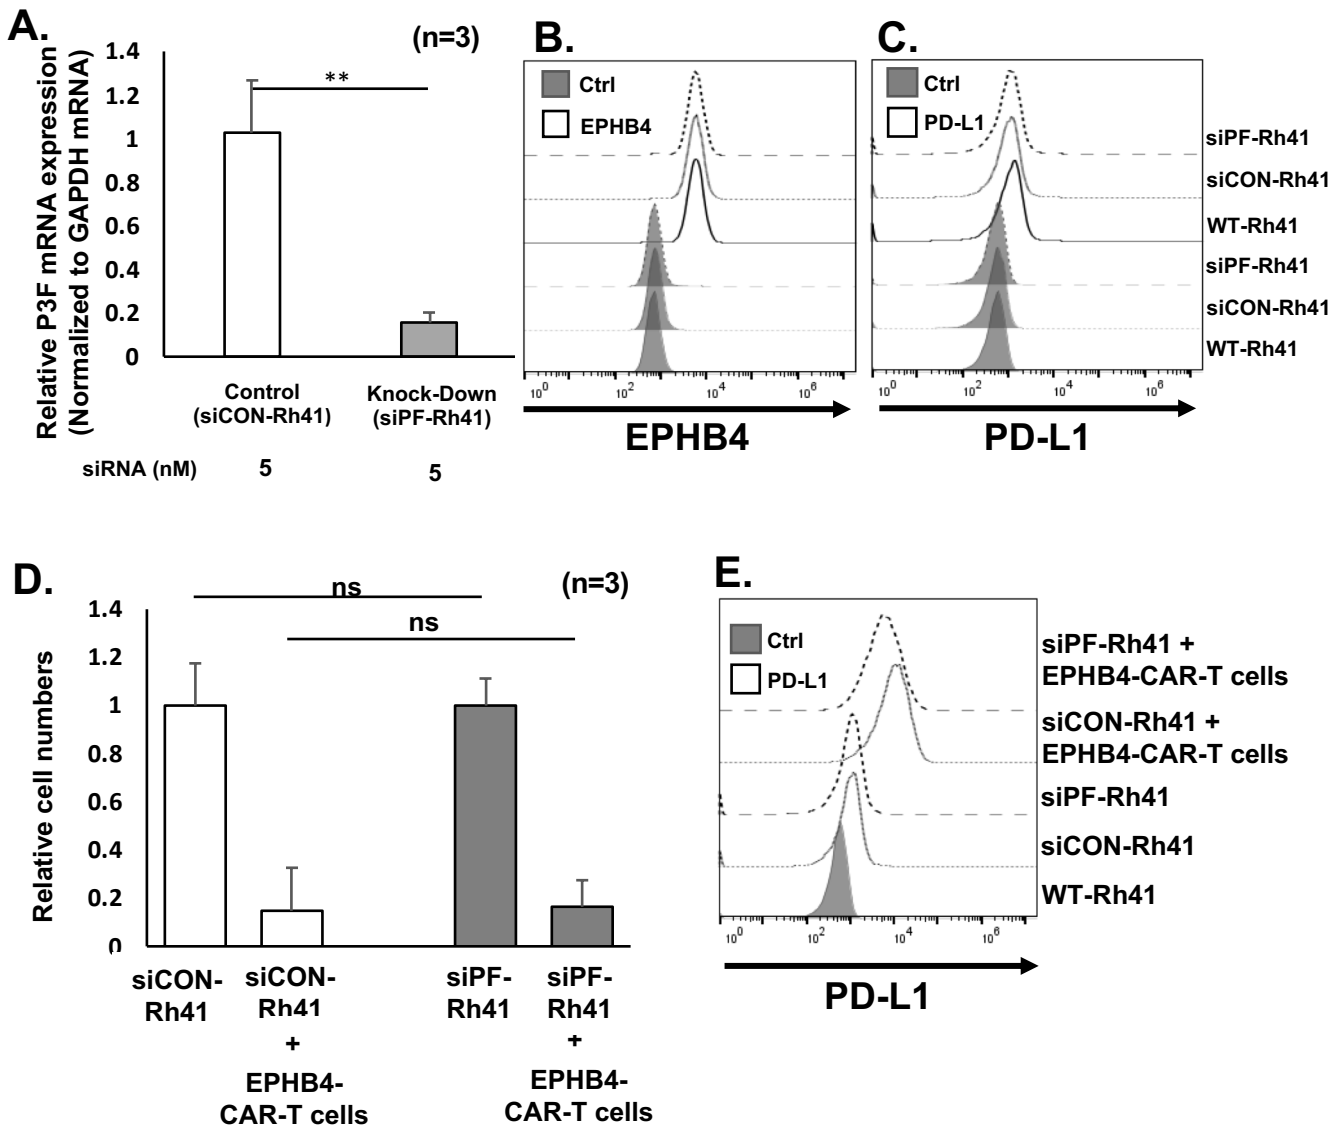 A.
(n=3)
Relative P3F mRNA expression
(Normalized to GAPDH mRNA)
1.4
1.2
1
0.8
0.6
0.4
0.2
0
**
Control
(siCON-Rh41)
Knock-Down
(siPF-Rh41)
siRNA (nM)
5
5
B.
Ctrl
EPHB4
10^0
10^2
10^4
10^6
EPHB4
C.
Ctrl
PD-L1
siPF-Rh41
siCON-Rh41
WT-Rh41
siPF-Rh41
siCON-Rh41
WT-Rh41
10^0
10^2
10^4
10^6
PD-L1
D.
(n=3)
ns
ns
Relative cell numbers
1.4
1.2
1
0.8
0.6
0.4
0.2
0
siCON-
Rh41
siCON-
Rh41
+
EPHB4-
CAR-T cells
siPF-
Rh41
siPF-
Rh41
+
EPHB4-
CAR-T cells
E.
Ctrl
PD-L1
siPF-Rh41 +
EPHB4-CAR-T cells
siCON-Rh41 +
EPHB4-CAR-T cells
siPF-Rh41
siCON-Rh41
WT-Rh41
10^0
10^2
10^4
10^6
PD-L1